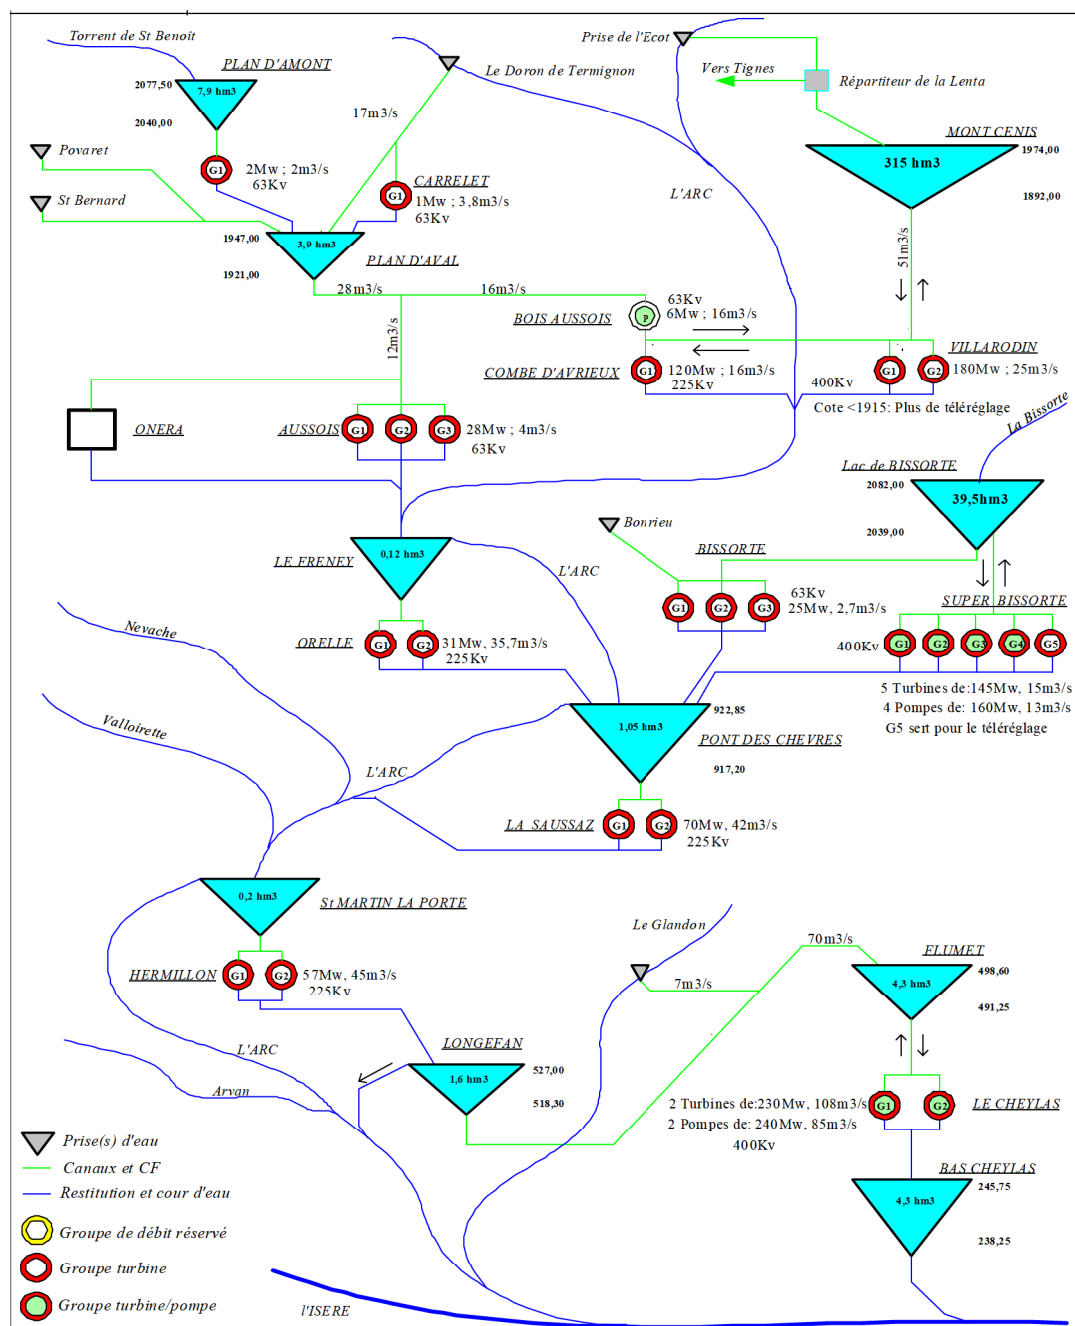 Torrent de St Benoît
PLAN D'AMONT
2077,50
7,9 hm3
2040,00
Povaret
G1
2Mw ; 2m3/s
63Kv
St Bernard
Le Doron de Termignon
17m3/s
CARRELET
G1
1Mw ; 3,8m3/s
63Kv
1947,00
3,9 hm3
PLAN D'AVAL
1921,00
Prise de l'Ecot
Vers Tignes
Répartiteur de la Lenta
MONT CENIS
1974,00
315 hm3
1892,00
L'ARC
51m3/s
28m3/s
16m3/s
12m3/s
63Kv
6Mw ; 16m3/s
BOIS AUSSOIS
P
COMBE D'AVRIEUX
G1
120Mw ; 16m3/s
225Kv
VILLARODIN
G1
G2
180Mw ; 25m3/s
400Kv
Cote <1915: Plus de téléréglage
ONERA
AUSSOIS
G1
G2
G3
28Mw ; 4m3/s
63Kv
La Bissorte
Lac de BISSORTE
2082,00
39,5hm3
2039,00
Bonrieu
BISSORTE
G1
G2
G3
63Kv
25Mw, 2,7m3/s
SUPER BISSORTE
400Kv
G1
G2
G3
G4
G5
5 Turbines de:145Mw, 15m3/s
4 Pompes de: 160Mw, 13m3/s
G5 sert pour le téléréglage
0,12 hm3
LE FRENEY
L'ARC
ORELLE
G1
G2
31Mw, 35,7m3/s
225Kv
Nevache
Valloirette
L'ARC
922,85
1,05 hm3
PONT DES CHEVRES
917,20
LA SAUSSAZ
G1
G2
70Mw, 42m3/s
225Kv
0,2 hm3
St MARTIN LA PORTE
HERMILLON
G1
G2
57Mw, 45m3/s
225Kv
Le Glandon
7m3/s
70m3/s
FLUMET
498,60
4,3 hm3
491,25
L'ARC
Arvan
LONGEFAN
527,00
1,6 hm3
518,30
2 Turbines de:230Mw, 108m3/s
2 Pompes de: 240Mw, 85m3/s
400Kv
G1
G2
LE CHEYLAS
BAS CHEYLAS
245,75
4,3 hm3
238,25
Prise(s) d'eau
Canaux et CF
Restitution et cour d'eau
Groupe de débit réservé
Groupe turbine
Groupe turbine/pompe
l'ISERE